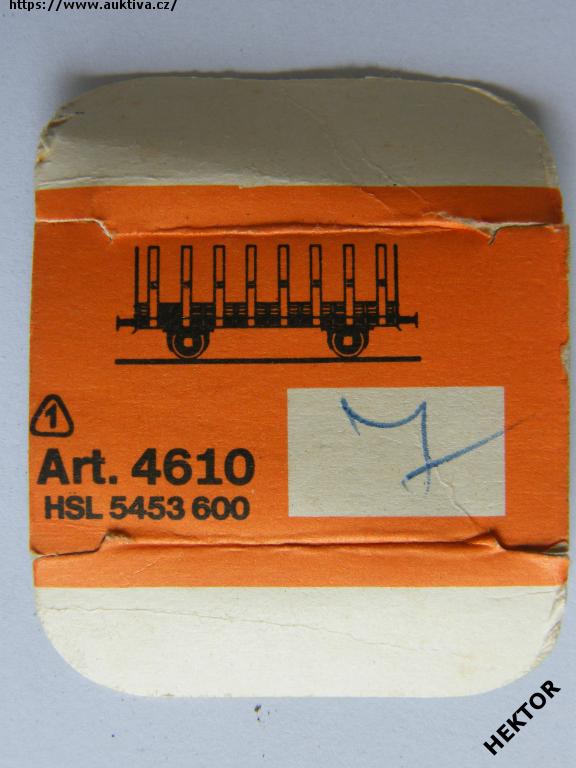 https://www.auktiva.cz/
1
Art. 4610
HSL 5453 600
7
HEKTOR